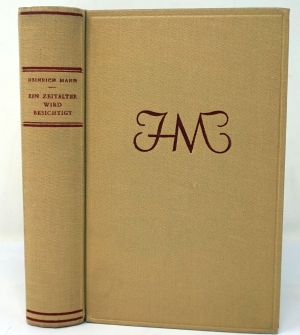 HEINRICH MANN
EIN ZEITALTER
WIRD
BESICHTIGT
HM